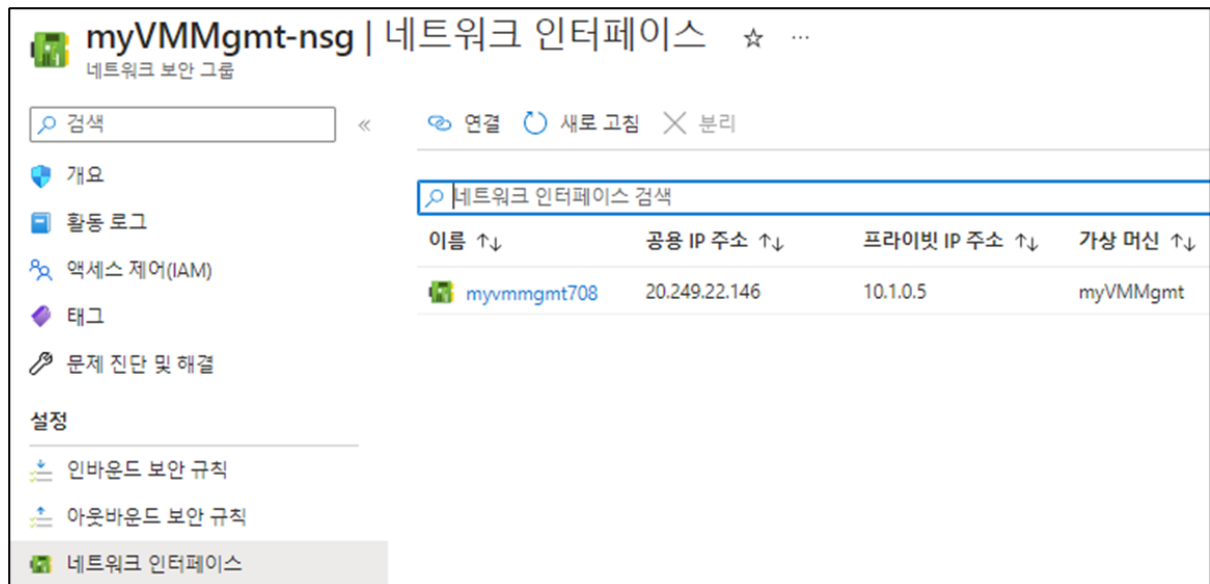 myVMMgmt-nsg | 네트워크 인터페이스 ☆ ···
네트워크 보안 그룹
검색 «
개요
활동 로그
액세스 제어(IAM)
태그
문제 진단 및 해결
설정
인바운드 보안 규칙
아웃바운드 보안 규칙
네트워크 인터페이스
연결 새로 고침 분리
네트워크 인터페이스 검색
이름 ↑↓ 공용 IP 주소 ↑↓ 프라이빗 IP 주소 ↑↓ 가상 머신 ↑↓
myvmmgmt708 20.249.22.146 10.1.0.5 myVMMgmt